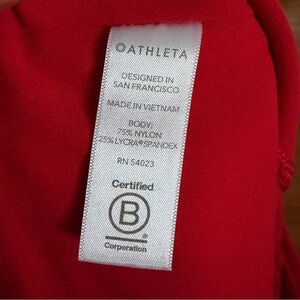 ATHLETA
DESIGNED IN
SAN FRANCISCO
MADE IN VIETNAM
BODY:
75% NYLON
25% LYCRA® SPANDEX
RN 54023
Certified
B
®
Corporation